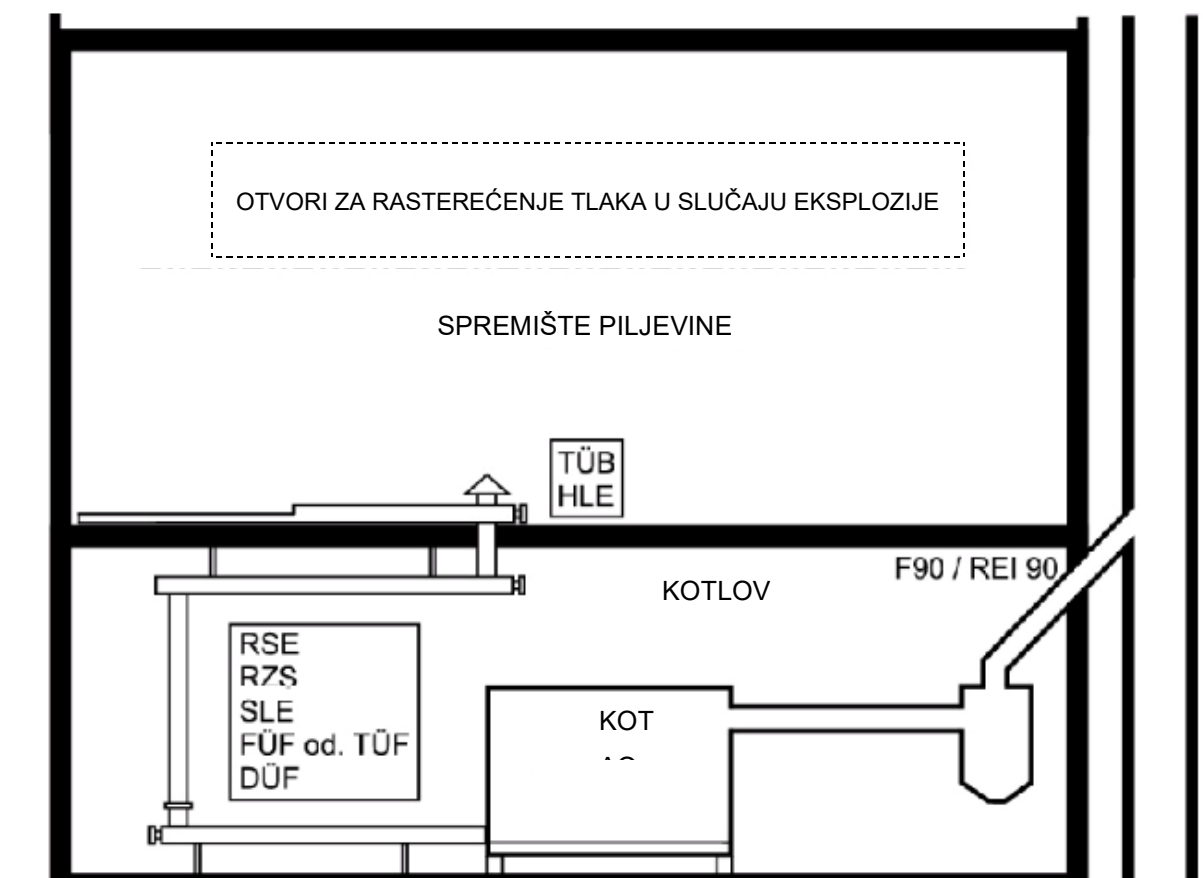 OTVORI ZA RASTEREĆENJE TLAKA U SLUČAJU EKSPLOZIJE
SPREMIŠTE PILJEVINE
TÜB
HLE
F90 / REI 90
KOTLOV
RSE
RZS
SLE
FÜF od. TÜF
DÜF
KOT